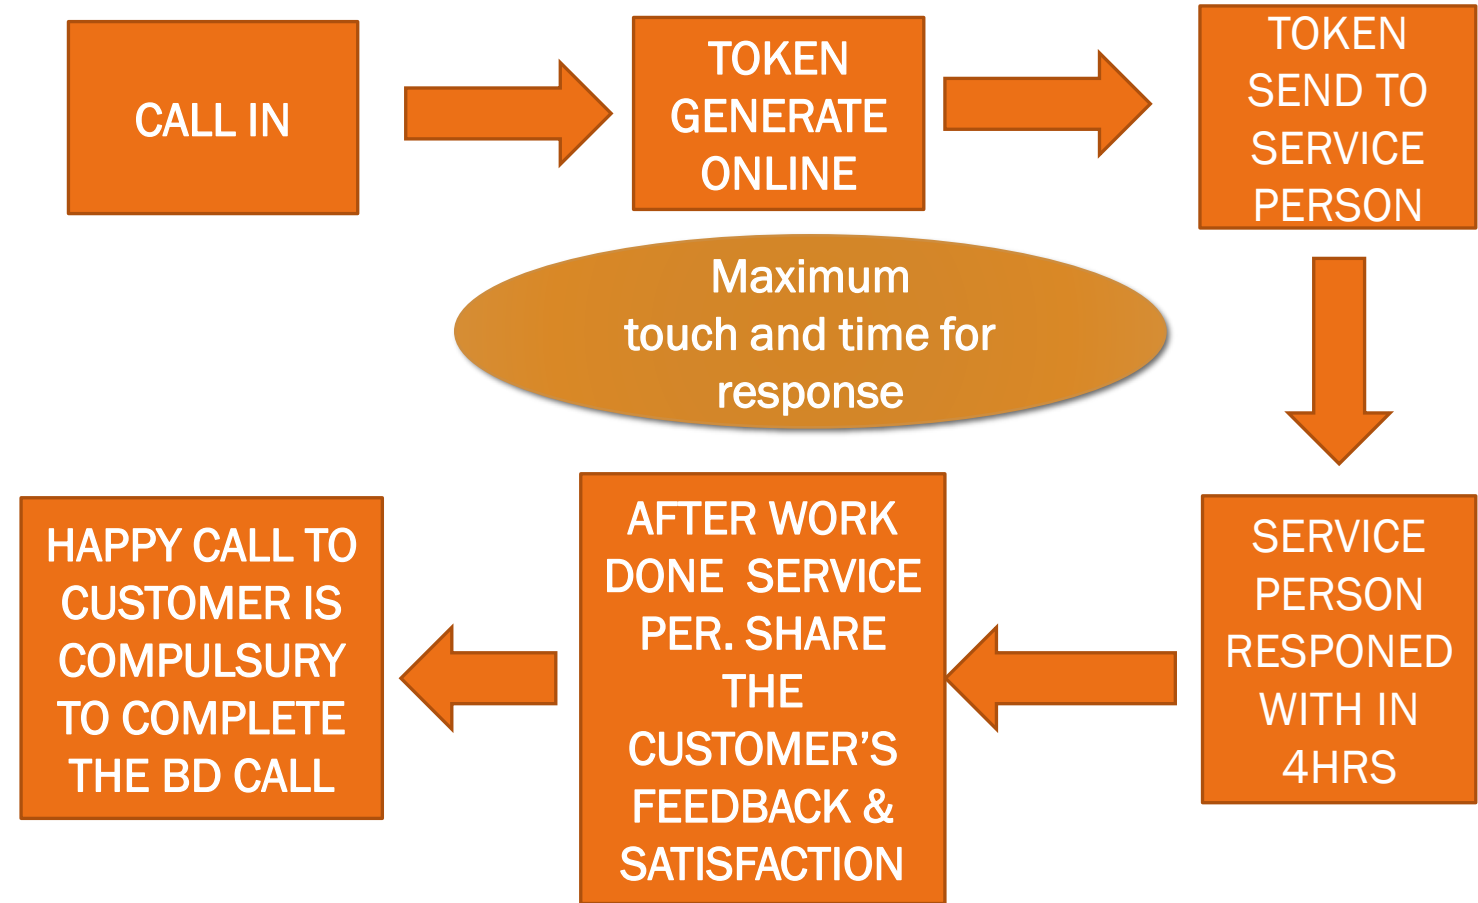 CALL IN
TOKEN
GENERATE
ONLINE
TOKEN
SEND TO
SERVICE
PERSON
Maximum
touch and time for
response
SERVICE
PERSON
RESPONED
WITH IN
4HRS
AFTER WORK
DONE  SERVICE
PER. SHARE
THE
CUSTOMER’S
FEEDBACK &
SATISFACTION
HAPPY CALL TO
CUSTOMER IS
COMPULSURY
TO COMPLETE
THE BD CALL